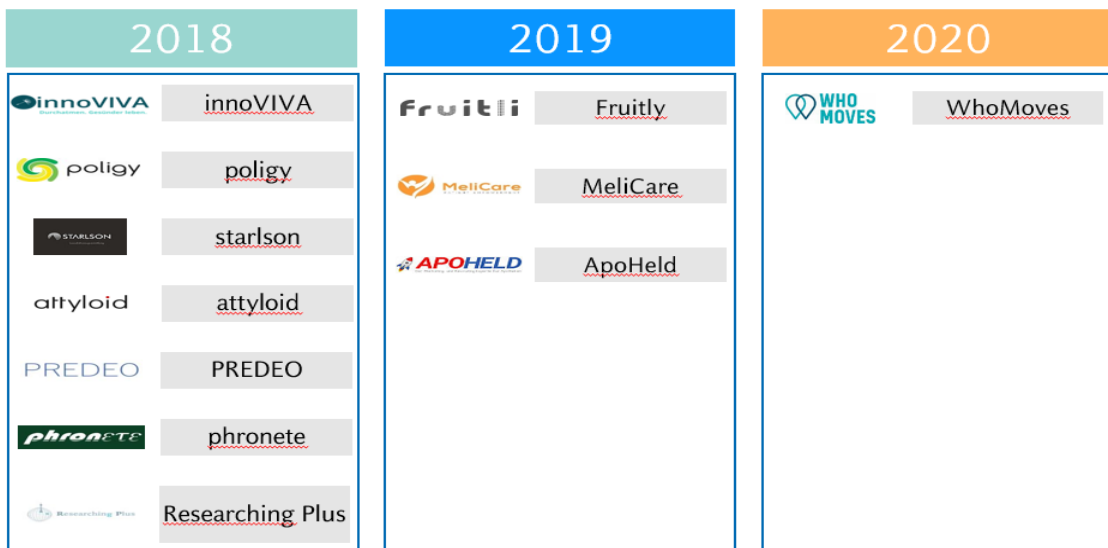 2018
innoVIVA innoVIVA
poligy poligy
STARLSON starlson
attyloid attyloid
PREDEO PREDEO
phronετε phronete
Researching Plus Researching Plus
2019
Fruitli Fruitly
MeliCare MeliCare
APOHELD ApoHeld
2020
WHO MOVES WhoMoves